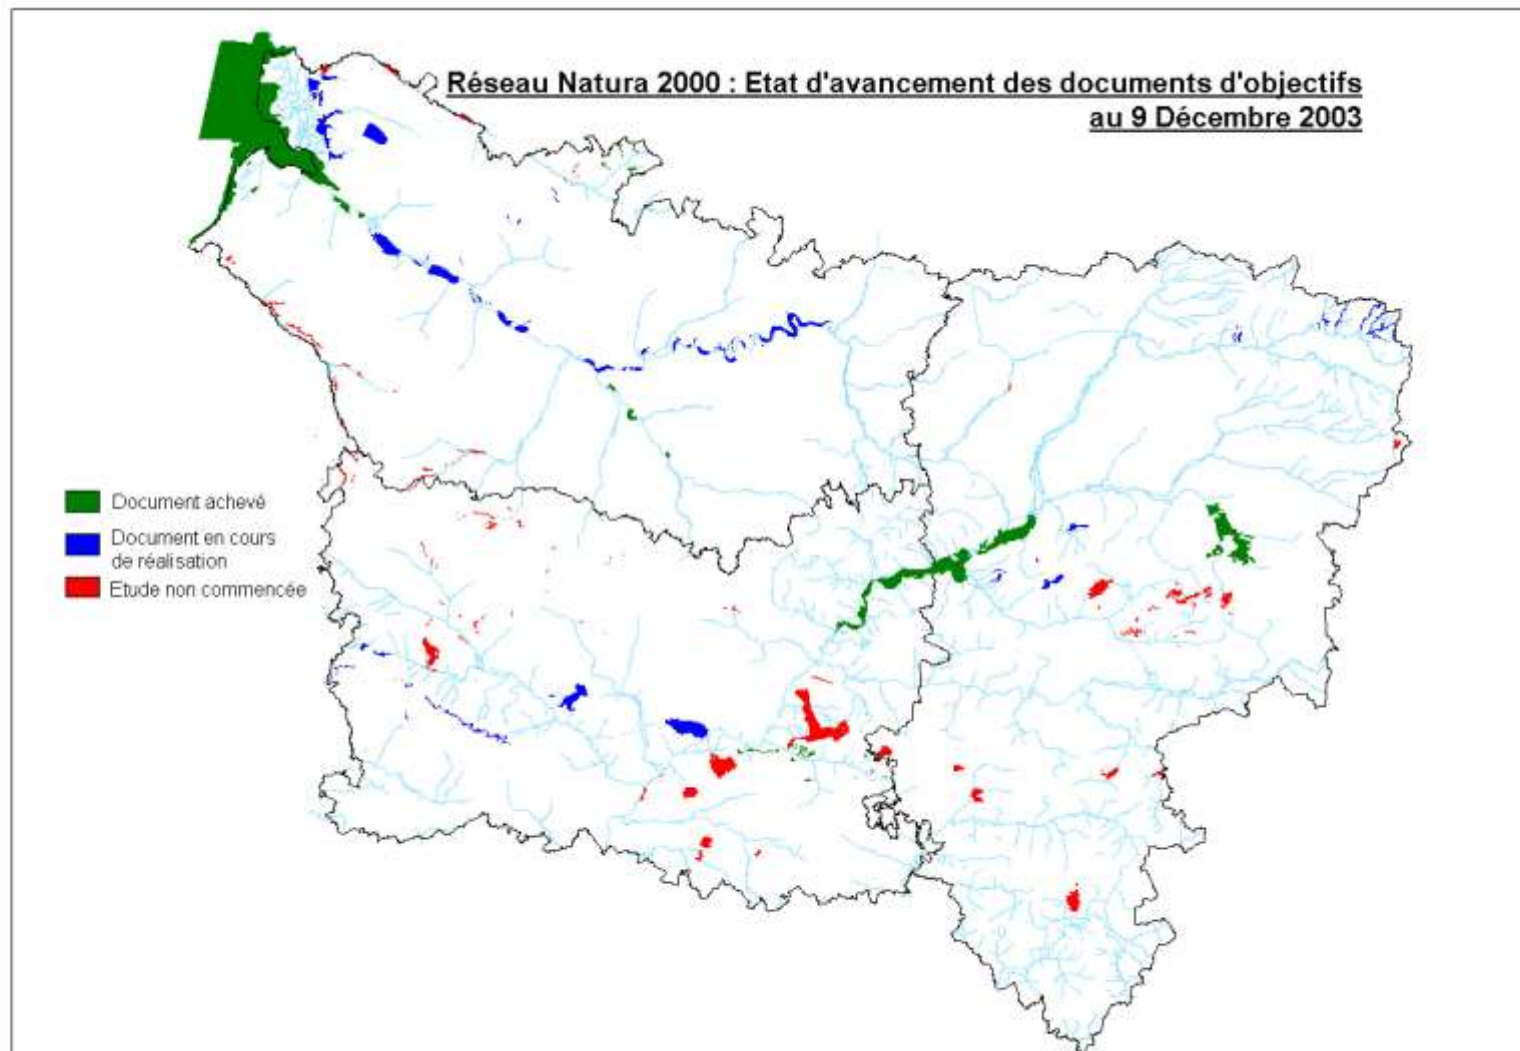 Réseau Natura 2000 : Etat d'avancement des documents d'objectifs
au 9 Décembre 2003
Document achevé
Document en cours
de réalisation
Etude non commencée